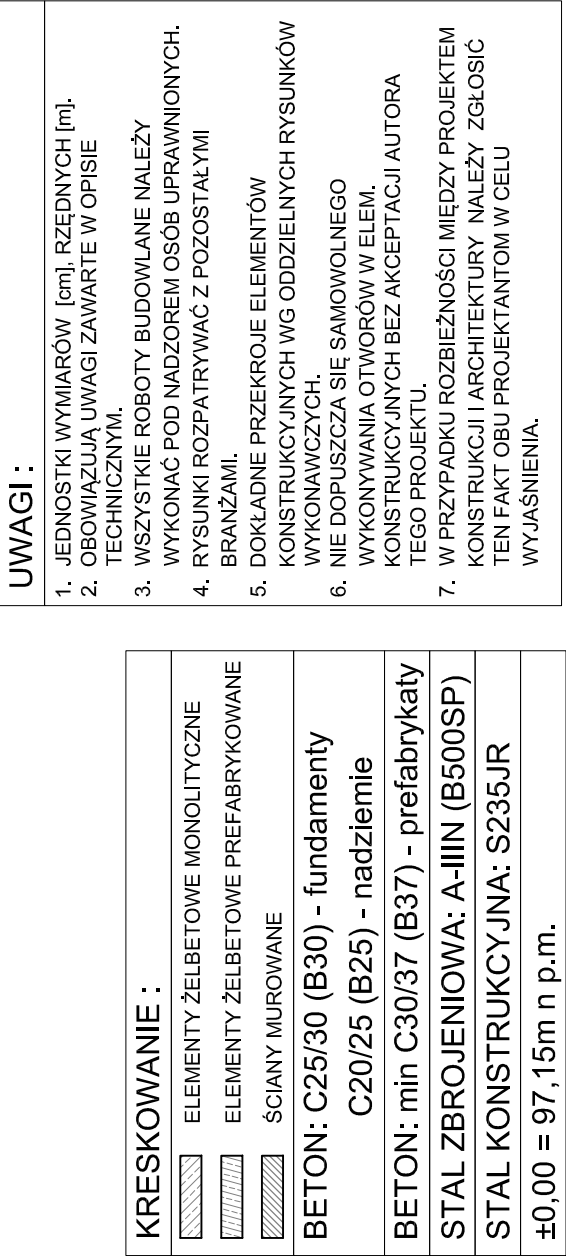 KRESKOWANIE :
ELEMENTY ŻELBETOWE MONOLITYCZNE
ELEMENTY ŻELBETOWE PREFABRYKOWANE
ŚCIANY MUROWANE
BETON: C25/30 (B30) - fundamenty
C20/25 (B25) - nadziemie
BETON: min C30/37 (B37) - prefabrykaty
STAL ZBROJENIOWA: A-IIIN (B500SP)
STAL KONSTRUKCYJNA: S235JR
±0,00 = 97,15m n p.m.
UWAGI :
1. JEDNOSTKI WYMIARÓW [cm], RZĘDNYCH [m].
2. OBOWIĄZUJĄ UWAGI ZAWARTE W OPISIE
TECHNICZNYM.
3. WSZYSTKIE ROBOTY BUDOWLANE NALEŻY
WYKONAĆ POD NADZOREM OSÓB UPRAWNIONYCH.
4. RYSUNKI ROZPATRYWAĆ Z POZOSTAŁYMI
BRANŻAMI.
5. DOKŁADNE PRZEKROJE ELEMENTÓW
KONSTRUKCYJNYCH WG ODDZIELNYCH RYSUNKÓW
WYKONAWCZYCH.
6. NIE DOPUSZCZA SIĘ SAMOWOLNEGO
WYKONYWANIA OTWORÓW W ELEM.
KONSTRUKCYJNYCH BEZ AKCEPTACJI AUTORA
TEGO PROJEKTU.
7. W PRZYPADKU ROZBIEŻNOŚCI MIĘDZY PROJEKTEM
KONSTRUKCJI I ARCHITEKTURY NALEŻY ZGŁOSIĆ
TEN FAKT OBU PROJEKTANTOM W CELU
WYJAŚNIENIA.